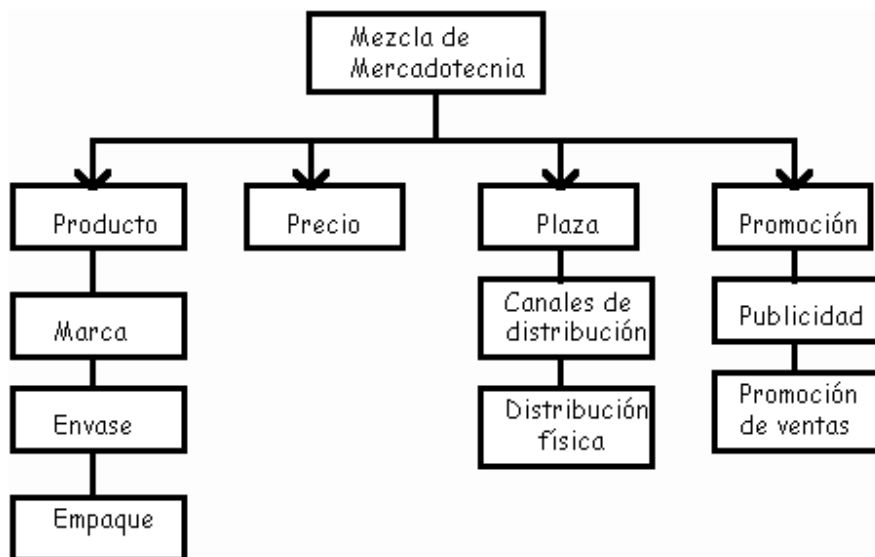 Mezcla de
Mercadotecnia
Producto
Precio
Plaza
Promoción
Marca
Canales de
distribución
Publicidad
Envase
Distribución
física
Promoción
de ventas
Empaque